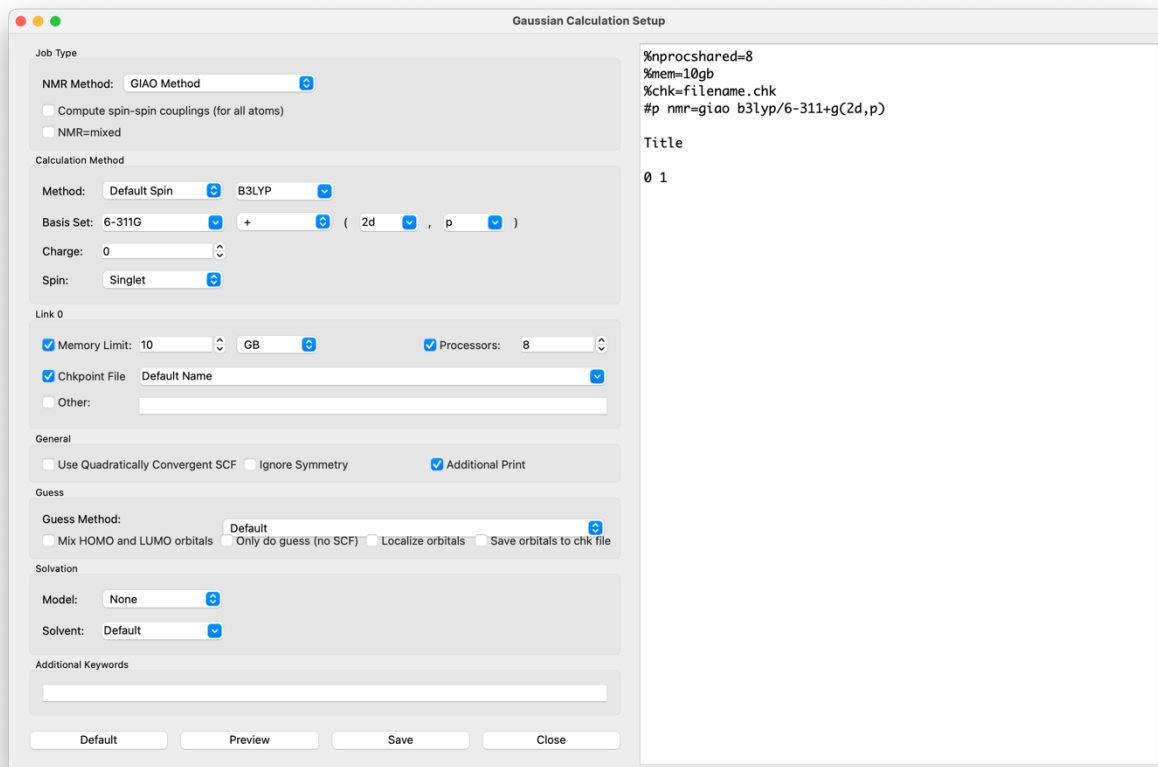 Gaussian Calculation Setup
Job Type
NMR Method: GIAO Method
Compute spin-spin couplings (for all atoms)
NMR=mixed
Calculation Method
Method: Default Spin B3LYP
Basis Set: 6-311G + ( 2d , p )
Charge: 0
Spin: Singlet
Link 0
Memory Limit: 10 GB Processors: 8
Chkpoint File Default Name
Other:
General
Use Quadratically Convergent SCF Ignore Symmetry Additional Print
Guess
Guess Method: Default
Mix HOMO and LUMO orbitals Only do guess (no SCF) Localize orbitals Save orbitals to chk file
Solvation
Model: None
Solvent: Default
Additional Keywords
Default Preview Save Close
%nprocshared=8
%mem=10gb
%chk=filename.chk
#p nmr=giao b3lyp/6-311+g(2d,p)
Title
0 1